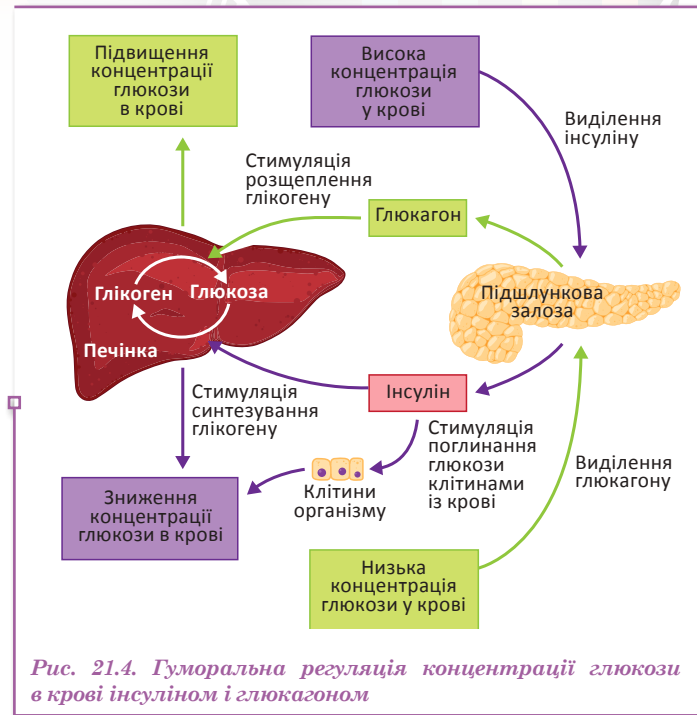 Підвищення
концентрації
глюкози
в крові
Висока
концентрація
глюкози
у крові
Виділення
інсуліну
Стимуляція
розщеплення
глікогену
Глюкагон
Глікоген
Глюкоза
Печінка
Підшлункова
залоза
Стимуляція
синтезування
глікогену
Інсулін
Стимуляція
поглинання
глюкози
клітинами
із крові
Виділення
глюкагону
Клітини
організму
Зниження
концентрації
глюкози в крові
Низька
концентрація
глюкози у крові
Рис. 21.4. Гуморальна регуляція концентрації глюкози
в крові інсуліном і глюкагоном